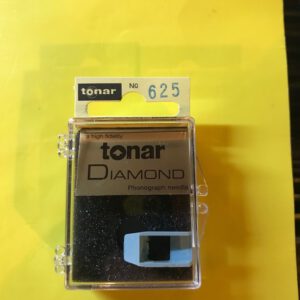 tonar No 625
a high fidelity
tonar
DIAMOND
Phonograph needle